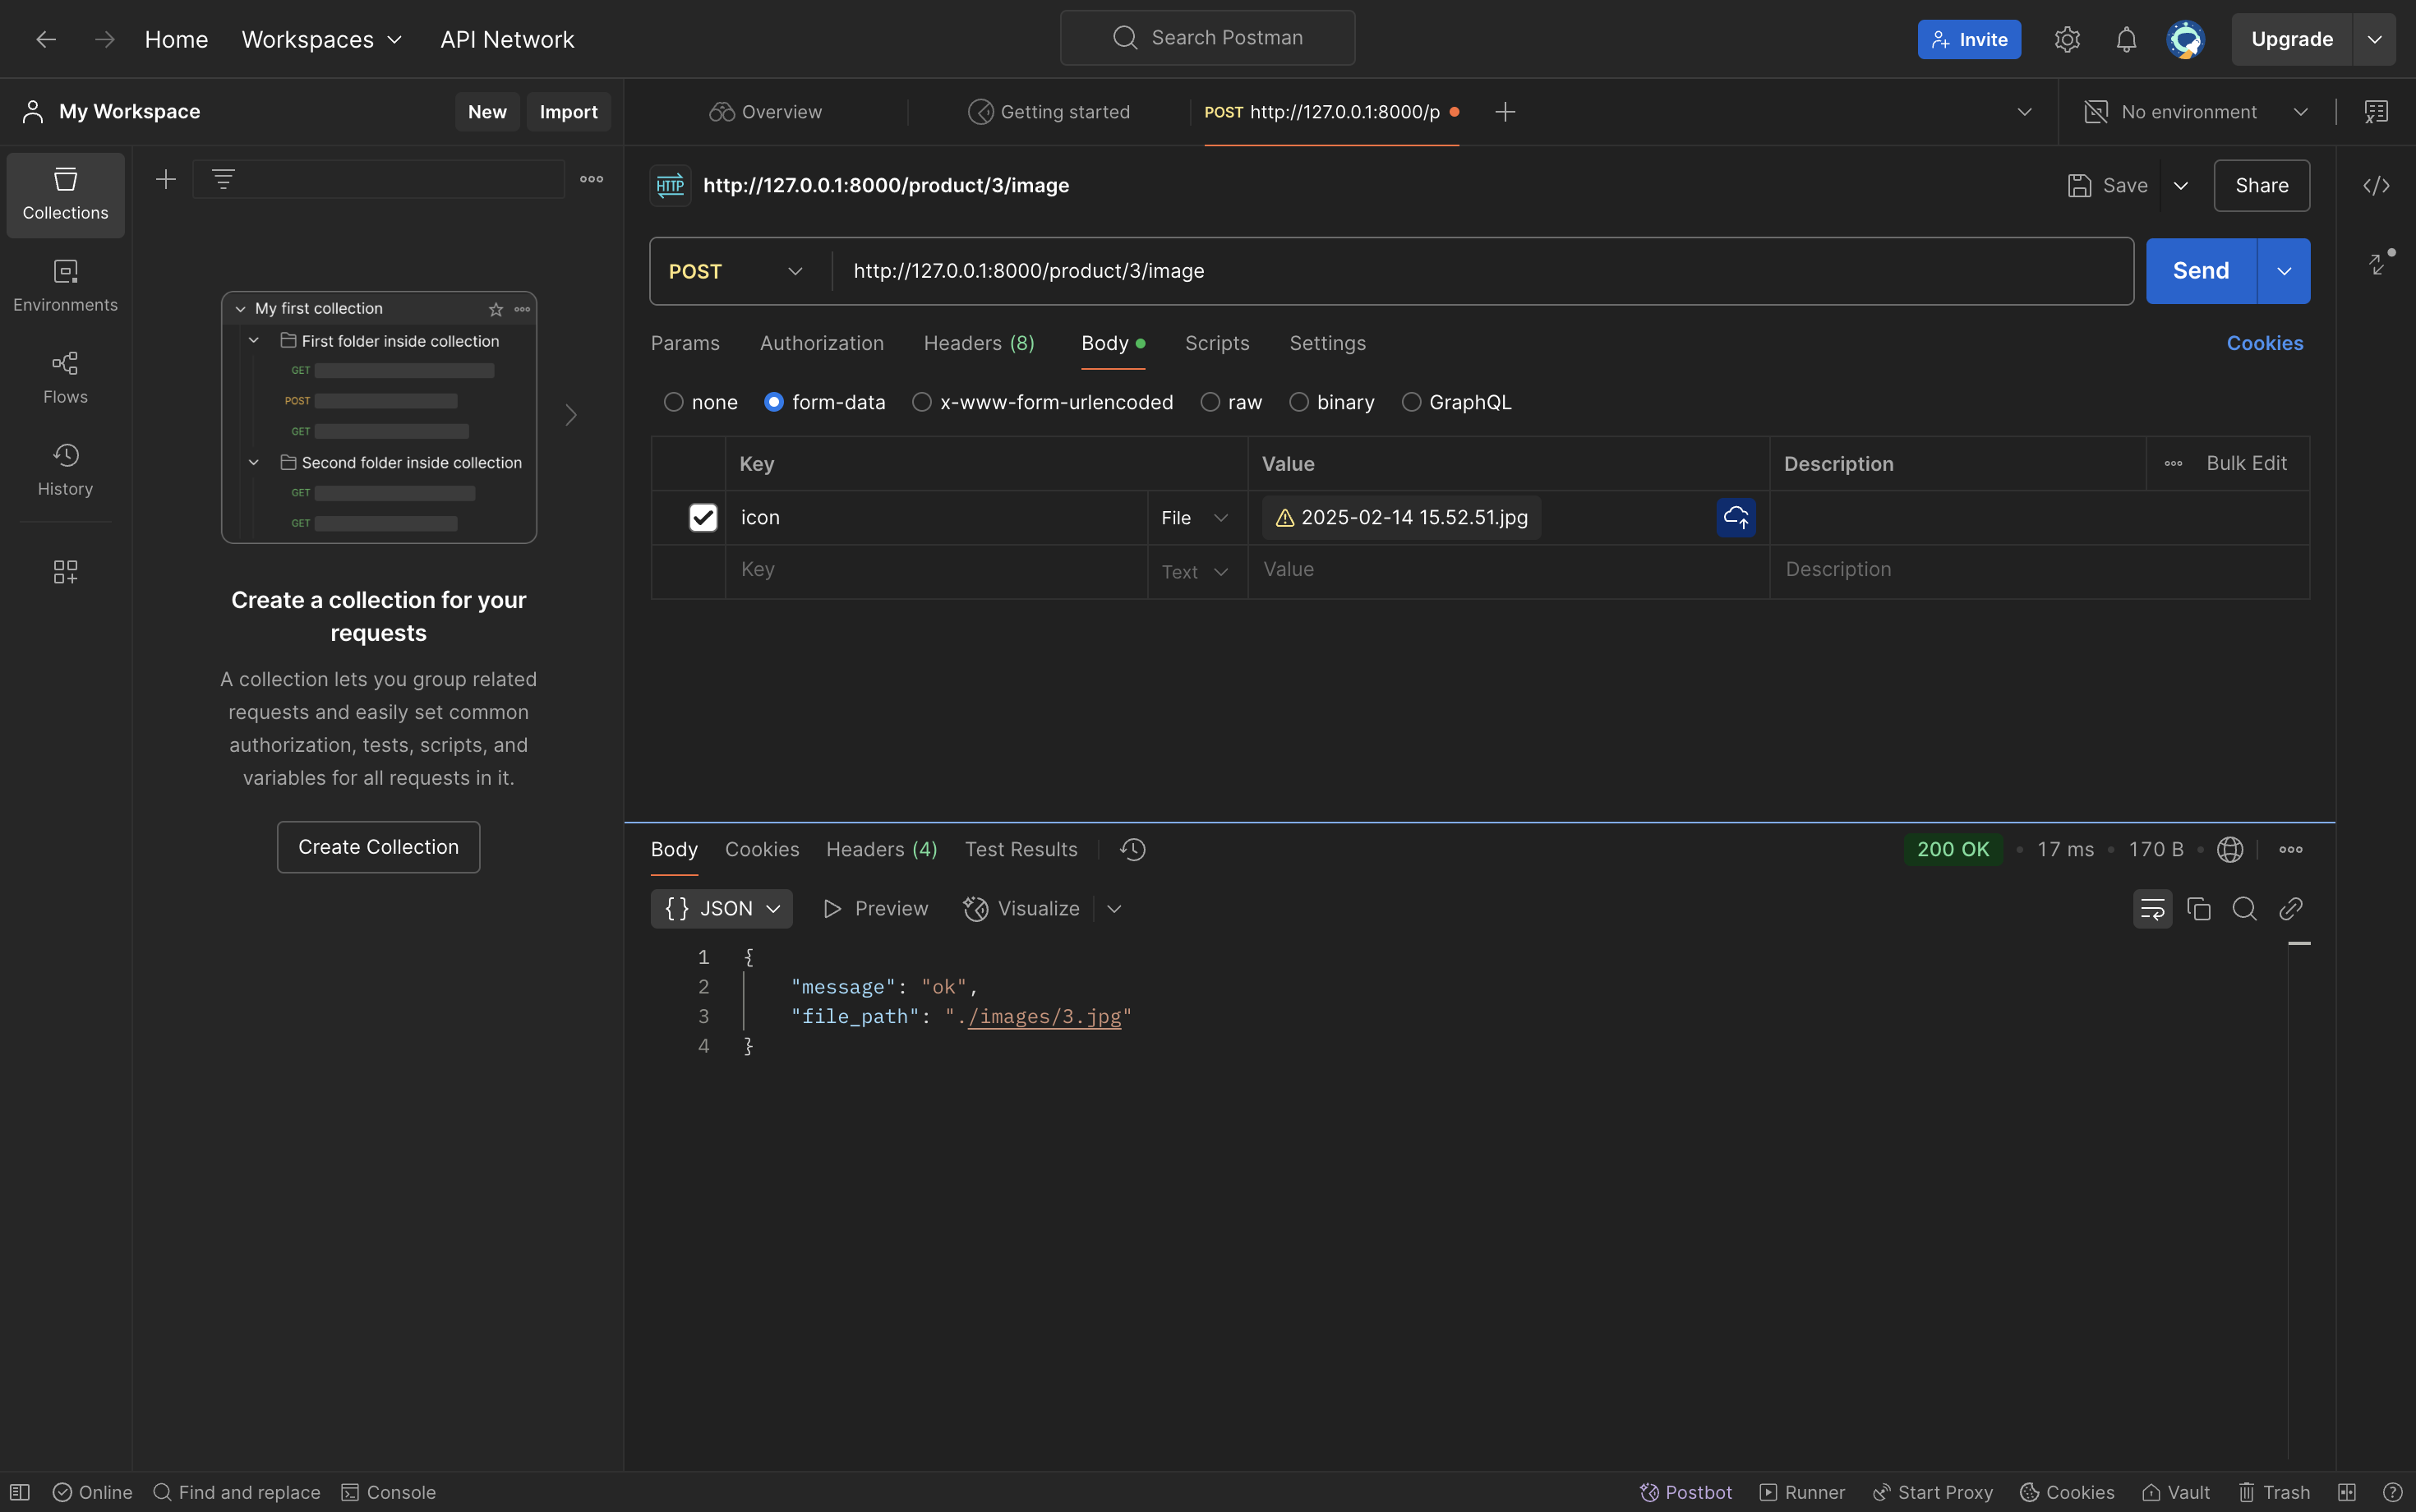 Home Workspaces API Network Search Postman Invite Upgrade
My Workspace New Import Overview Getting started POST http://127.0.0.1:8000/p No environment
Collections
Environments
Flows
History
My first collection
First folder inside collection
GET
POST
GET
Second folder inside collection
GET
GET
Create a collection for your
requests
A collection lets you group related
requests and easily set common
authorization, tests, scripts, and
variables for all requests in it.
Create Collection
HTTP http://127.0.0.1:8000/product/3/image Save Share
POST http://127.0.0.1:8000/product/3/image Send
Params Authorization Headers (8) Body Scripts Settings Cookies
none form-data x-www-form-urlencoded raw binary GraphQL
Key Value Description Bulk Edit
icon File 2025-02-14 15.52.51.jpg
Key Text Value Description
Body Cookies Headers (4) Test Results 200 OK 17 ms 170 B
{} JSON Preview Visualize
1 {
2 "message": "ok",
3 "file_path": "./images/3.jpg"
4 }
Online Find and replace Console Postbot Runner Start Proxy Cookies Vault Trash